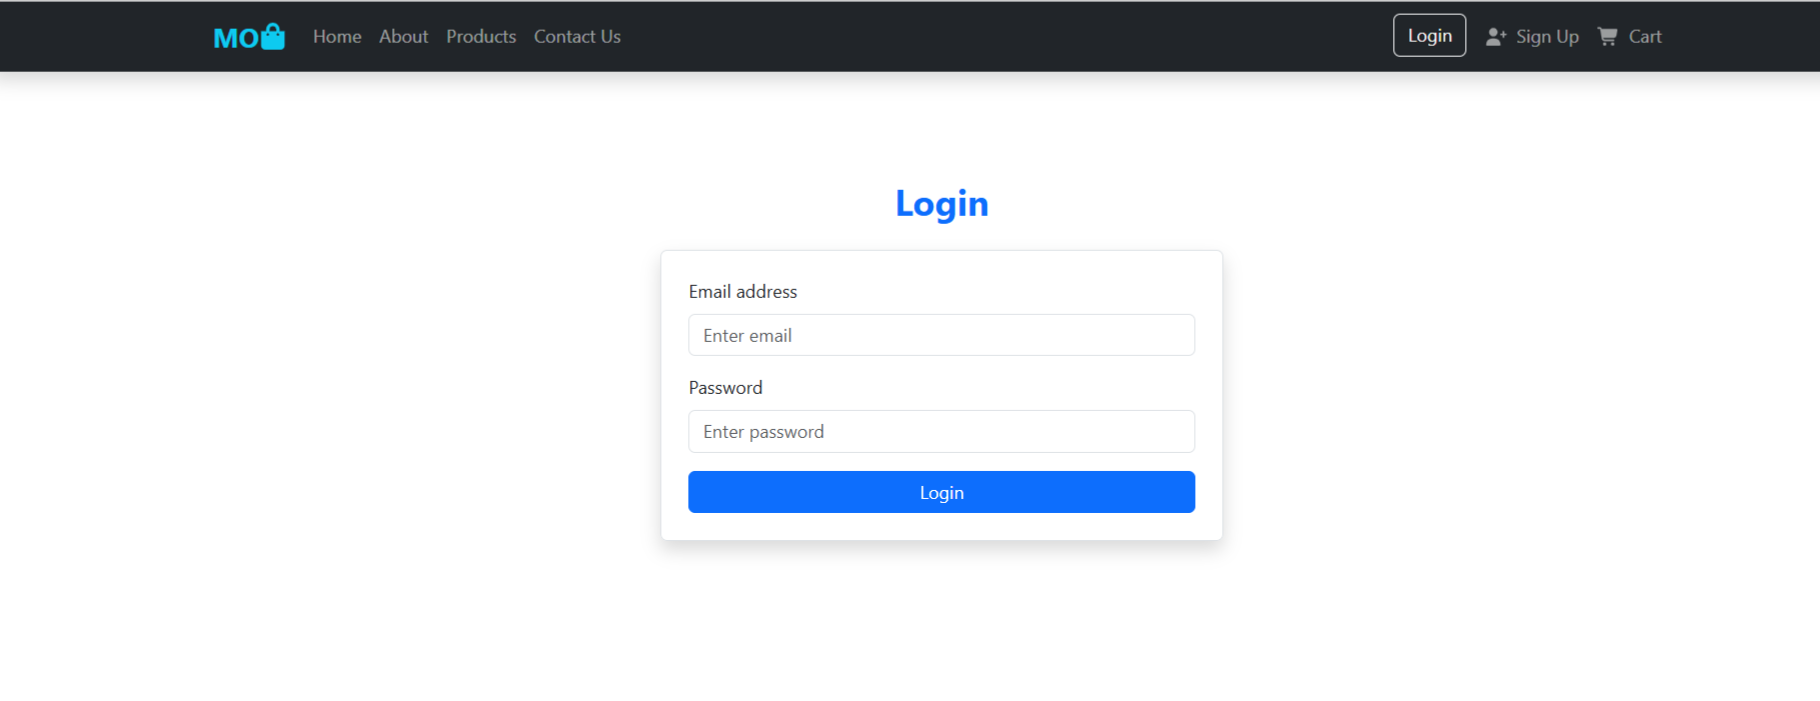 MO Home About Products Contact Us Login Sign Up Cart
Login
Email address
Enter email
Password
Enter password
Login